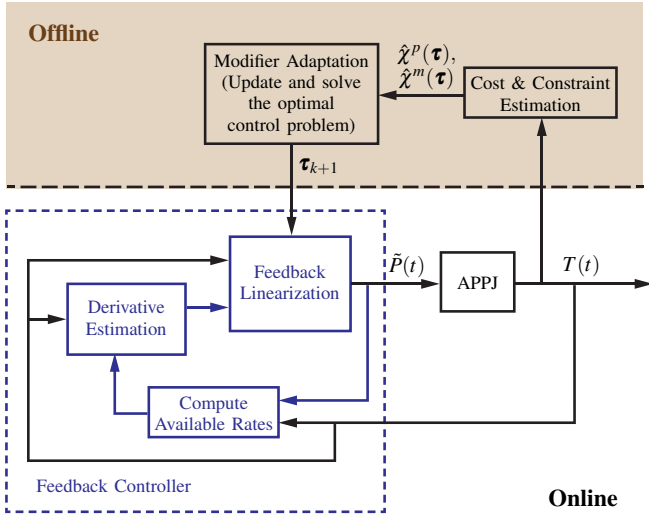 Offline
Modifier Adaptation
(Update and solve
the optimal
control problem)
χ̂ᵖ(τ),
χ̂ᵐ(τ)
Cost & Constraint
Estimation
τₖ₊₁
Feedback
Linearization
P̃(t)
APPJ
T(t)
Derivative
Estimation
Compute
Available Rates
Feedback Controller
Online